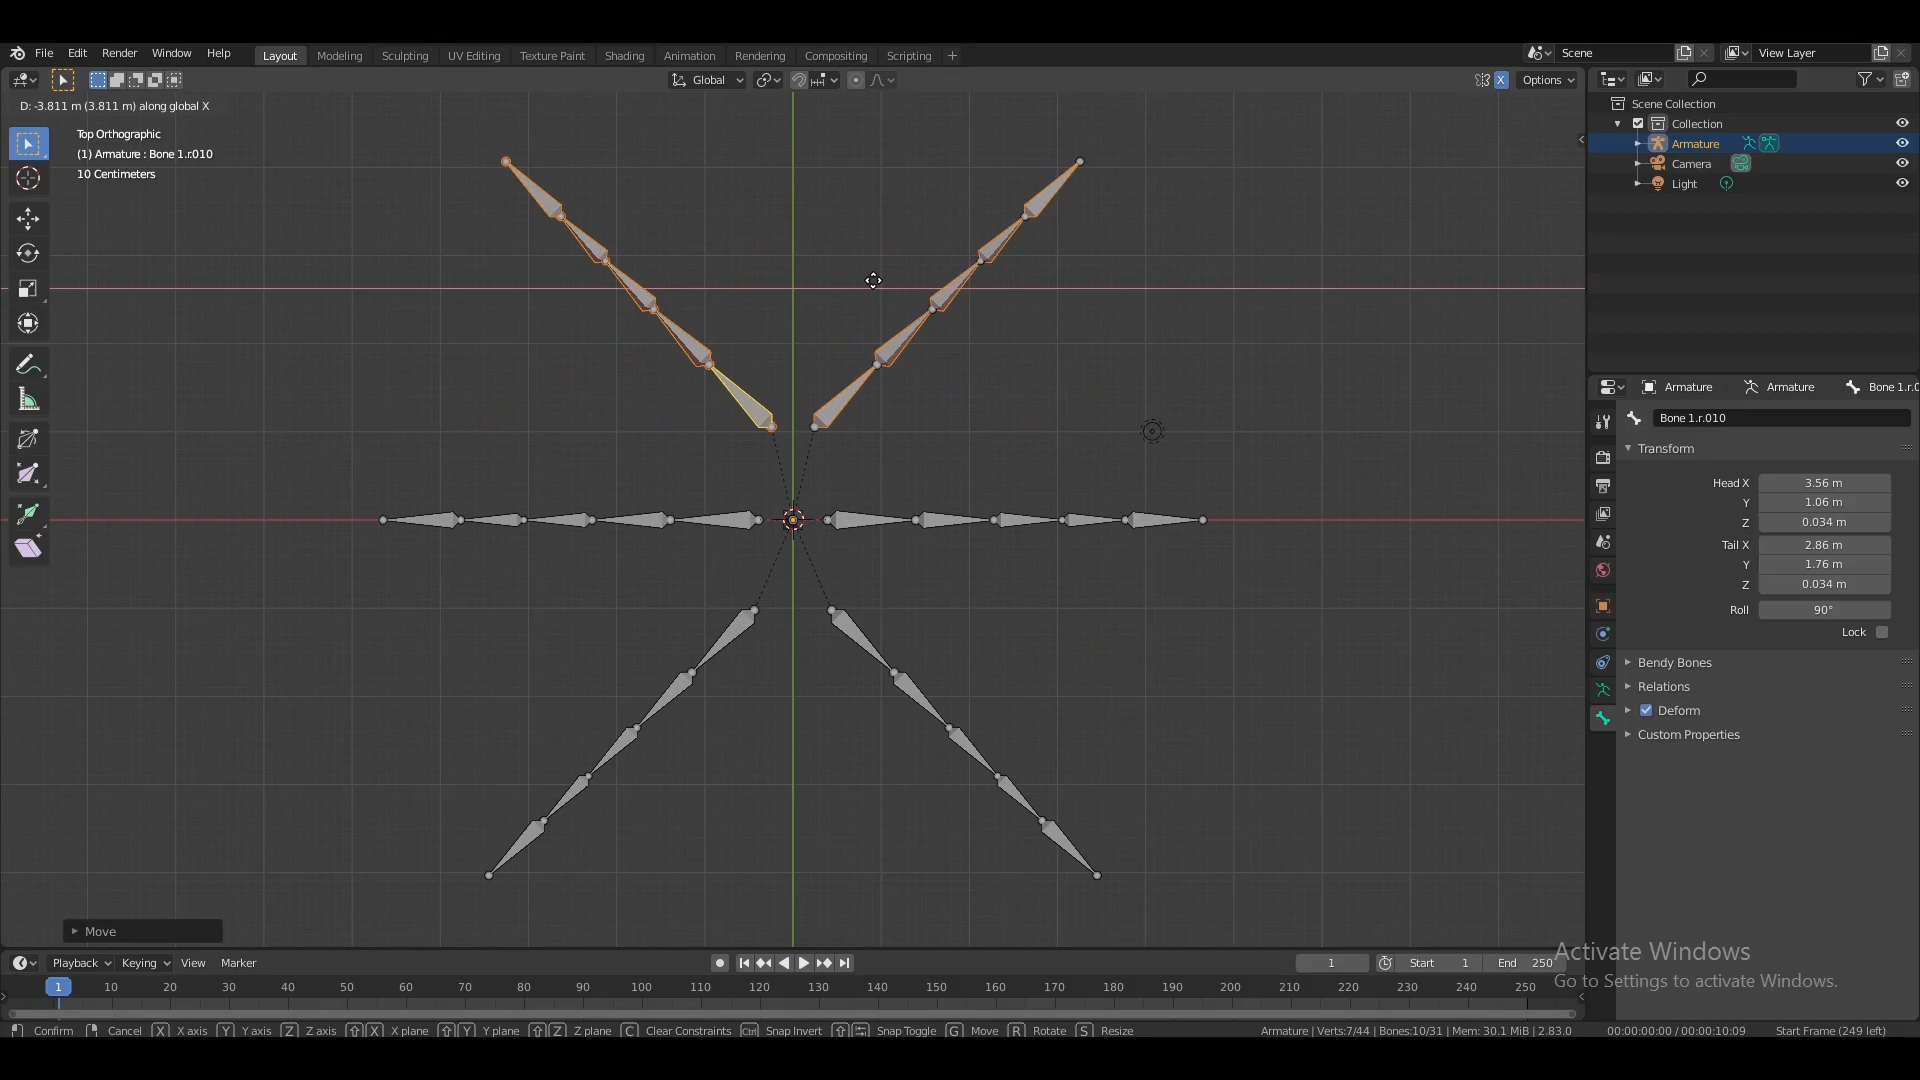 File Edit Render Window Help Layout Modeling Sculpting UV Editing Texture Paint Shading Animation Rendering Compositing Scripting + Scene View Layer
Global X Options
D: -3.811 m (3.811 m) along global X
Top Orthographic
(1) Armature : Bone 1.r.010
10 Centimeters
Scene Collection
Collection
Armature
Camera
Light
Armature Armature Bone 1.r.0
Bone 1.r.010
Transform
Head X 3.56 m
Y 1.06 m
Z 0.034 m
Tail X 2.86 m
Y 1.76 m
Z 0.034 m
Roll 90°
Lock
Bendy Bones
Relations
Deform
Custom Properties
Move
Activate Windows
Go to Settings to activate Windows.
Playback Keying View Marker 1 Start 1 End 250
1 10 20 30 40 50 60 70 80 90 100 110 120 130 140 150 160 170 180 190 200 210 220 230 240 250
Confirm Cancel X X axis Y Y axis Z Z axis X X plane Y Y plane Z Z plane C Clear Constraints Ctrl Snap Invert Snap Toggle G Move R Rotate S Resize Armature | Verts:7/44 | Bones:10/31 | Mem: 30.1 MiB | 2.83.0 00:00:00:00 / 00:00:10:09 Start Frame (249 left)